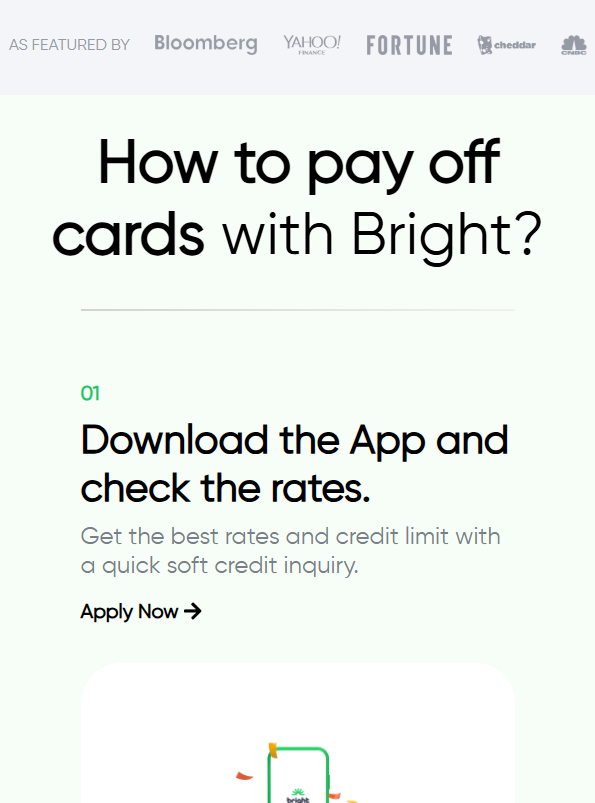 AS FEATURED BY Bloomberg YAHOO! FINANCE FORTUNE cheddar CNBC
How to pay off
cards with Bright?
01
Download the App and
check the rates.
Get the best rates and credit limit with
a quick soft credit inquiry.
Apply Now
bright